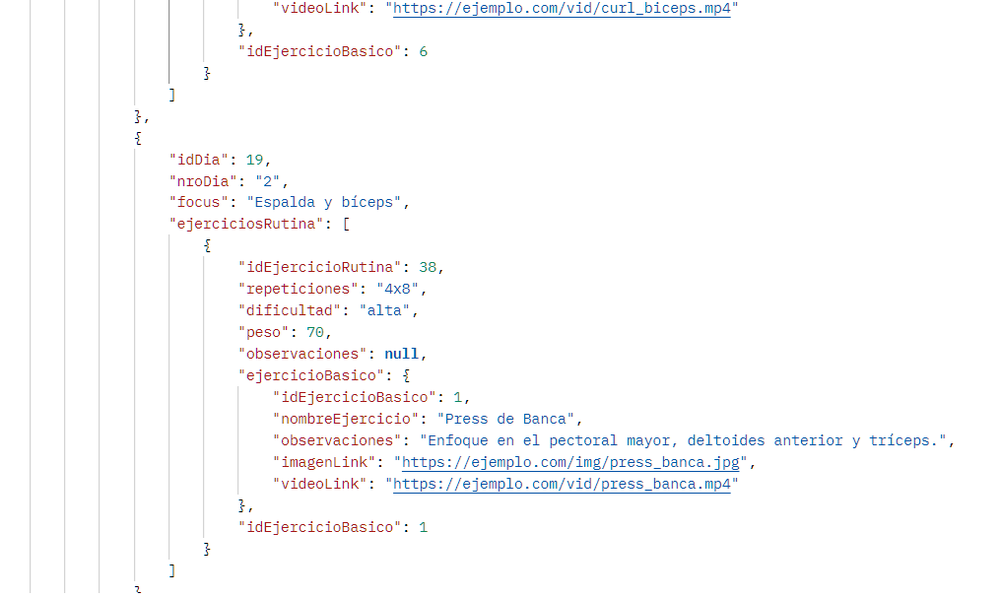 "videoLink": "https://ejemplo.com/vid/curl_biceps.mp4"
},
"idEjercicioBasico": 6
}
]
},
{
"idDia": 19,
"nroDia": "2",
"focus": "Espalda y bíceps",
"ejerciciosRutina": [
{
"idEjercicioRutina": 38,
"repeticiones": "4x8",
"dificultad": "alta",
"peso": 70,
"observaciones": null,
"ejercicioBasico": {
"idEjercicioBasico": 1,
"nombreEjercicio": "Press de Banca",
"observaciones": "Enfoque en el pectoral mayor, deltoides anterior y tríceps.",
"imagenLink": "https://ejemplo.com/img/press_banca.jpg",
"videoLink": "https://ejemplo.com/vid/press_banca.mp4"
},
"idEjercicioBasico": 1
}
]
}